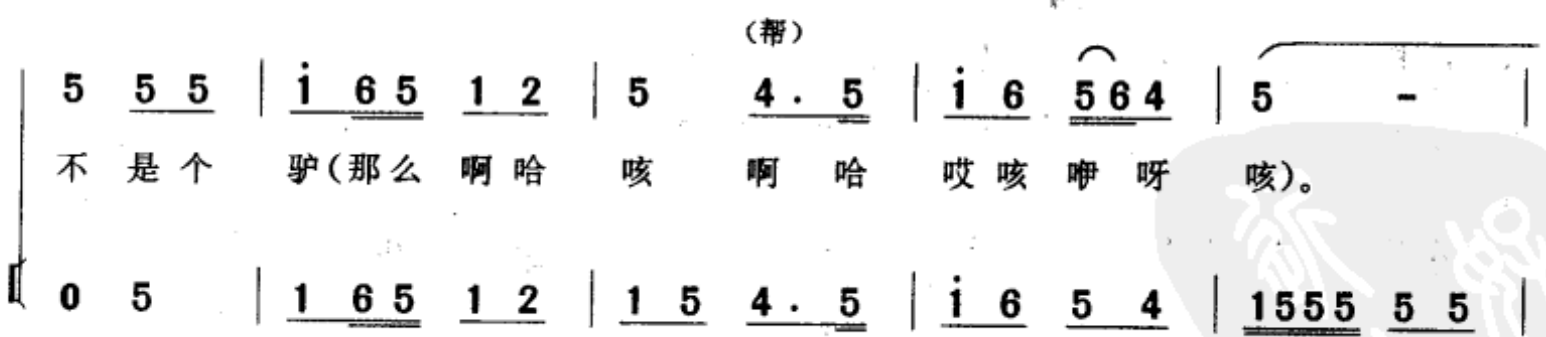 （帮）
5 5 5 | i 6 5 1 2 | 5 4 . 5 | i 6 5 6 4 | 5 - |
不 是 个 驴（那 么 啊 哈 咳 啊 哈 哎 咳 咿 呀 咳）。
0 5 | 1 6 5 1 2 | 1 5 4 . 5 | i 6 5 4 | 1 5 5 5 5 5 |